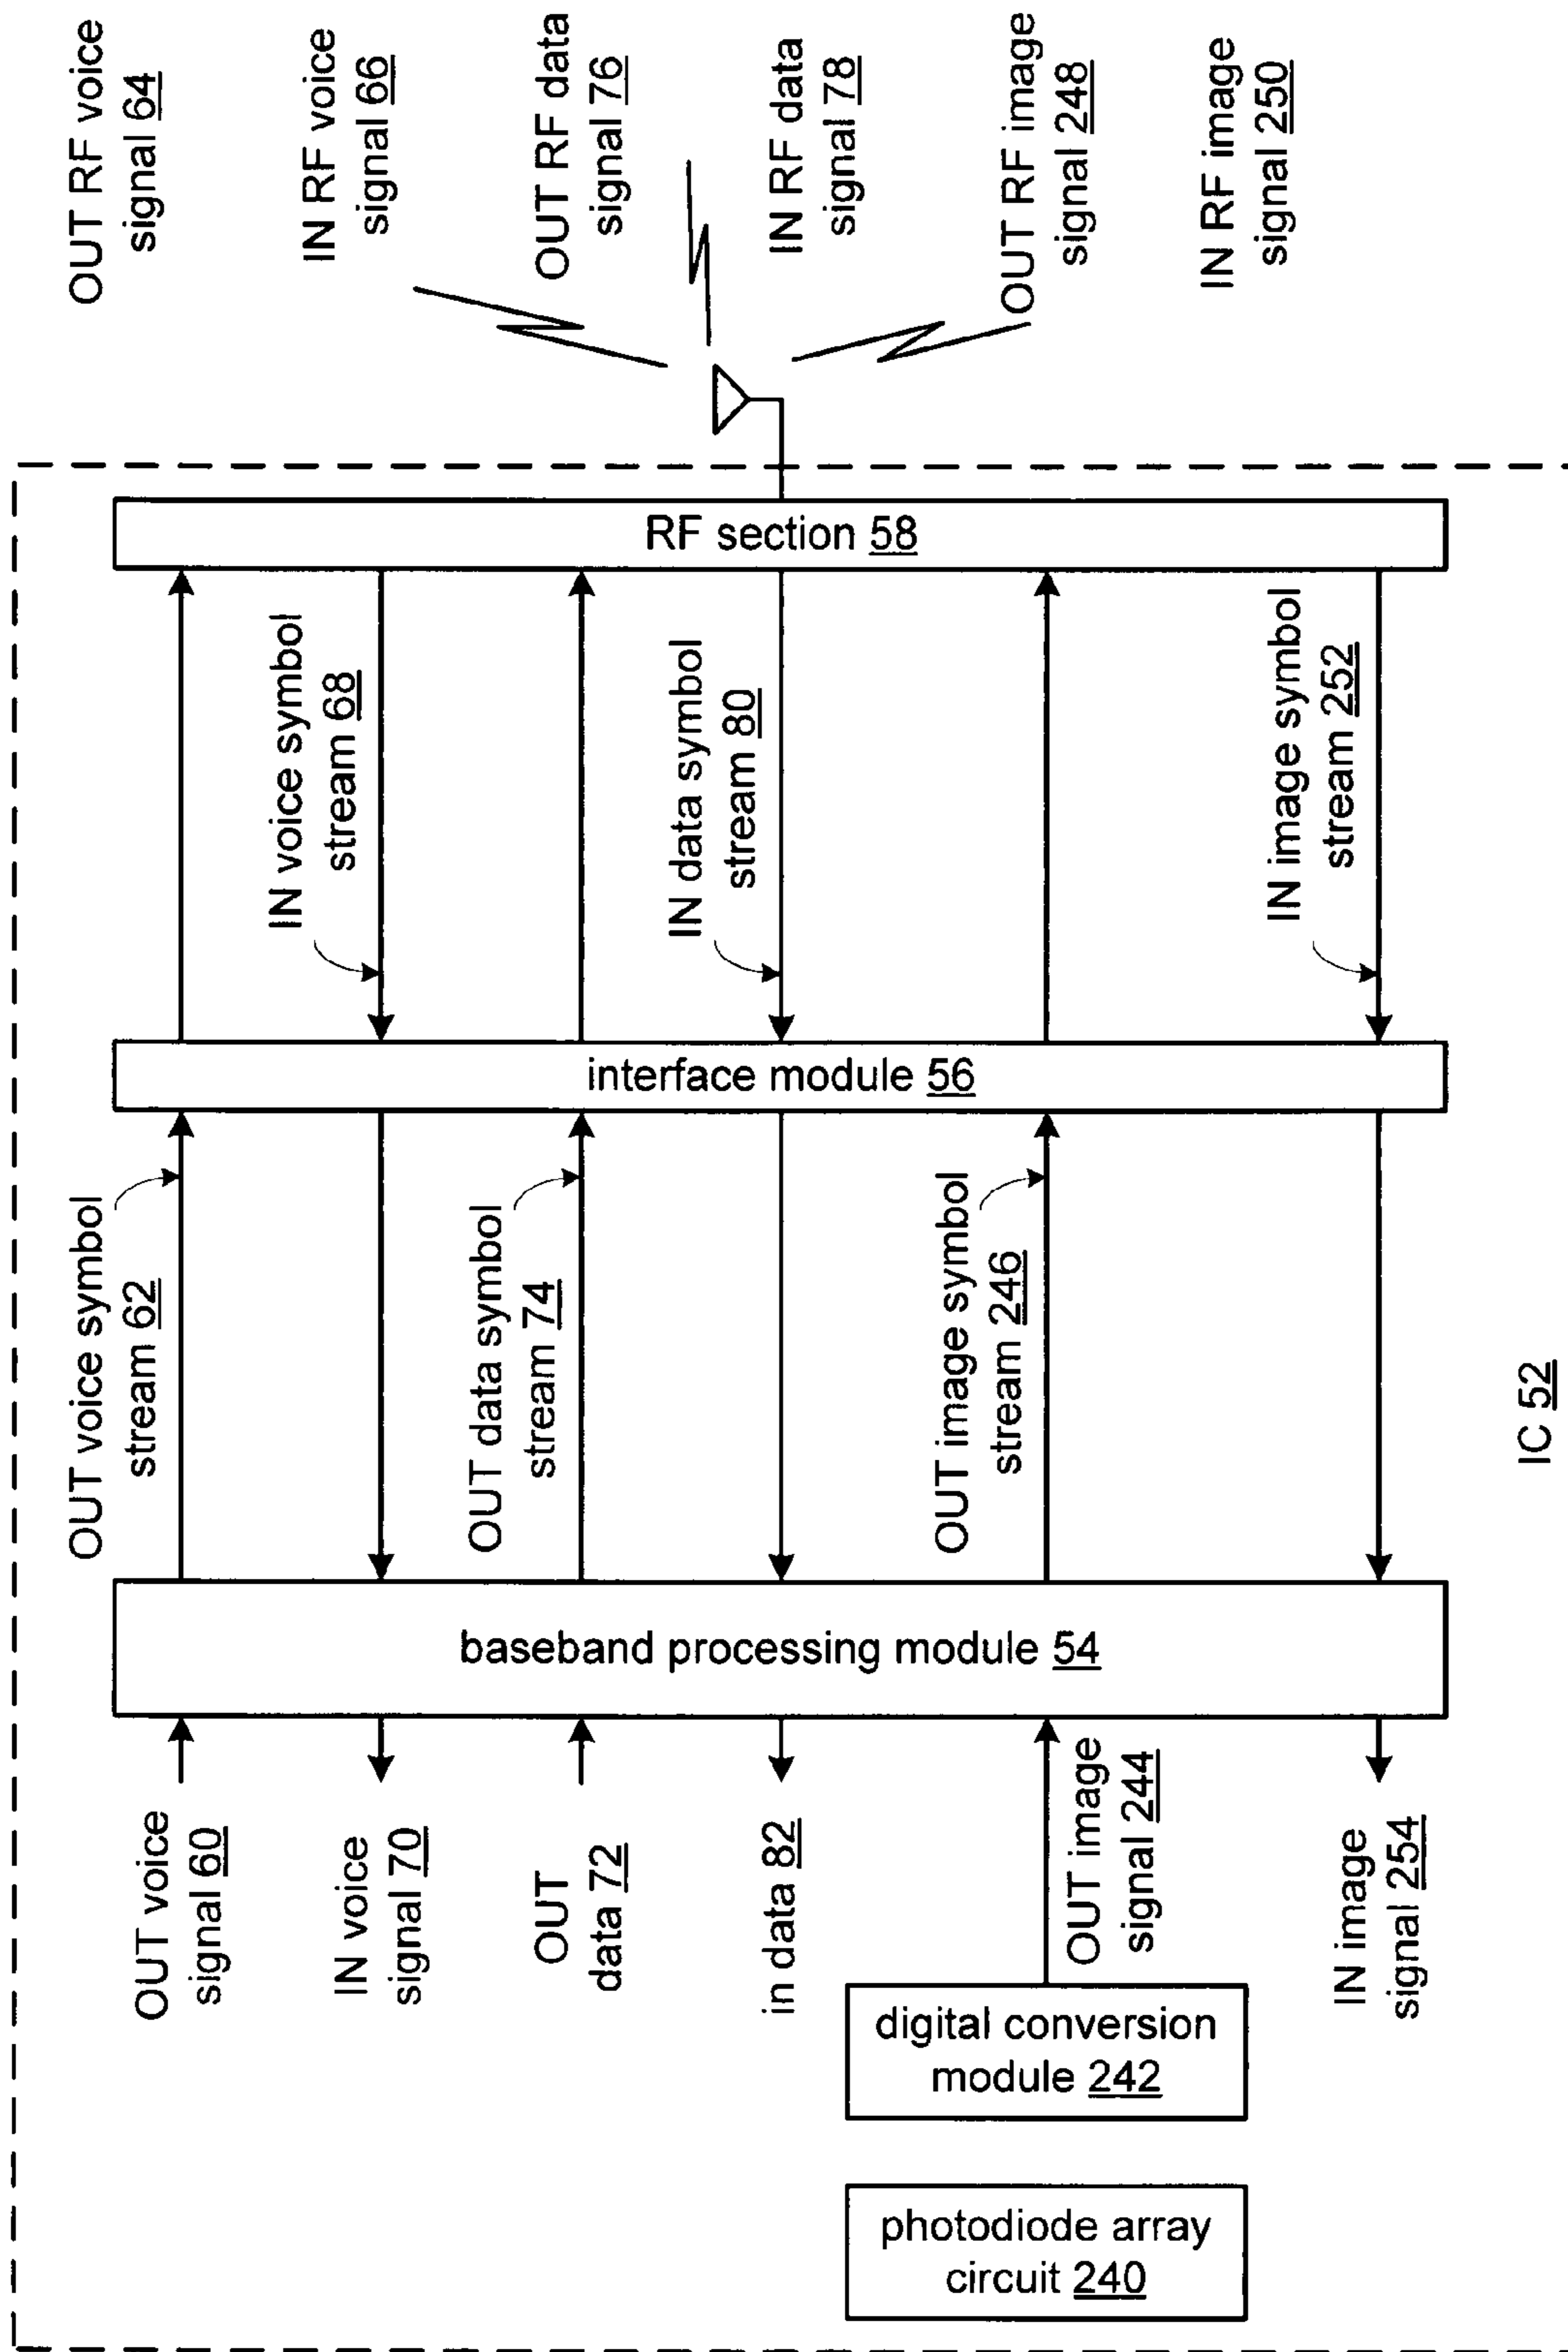 OUT RF voice
signal 64
IN RF voice
signal 66
OUT RF data
signal 76
IN RF data
signal 78
OUT RF image
signal 248
IN RF image
signal 250
RF section 58
IN voice symbol
stream 68
IN data symbol
stream 80
IN image symbol
stream 252
interface module 56
OUT voice symbol
stream 62
OUT data symbol
stream 74
OUT image symbol
stream 246
baseband processing module 54
OUT voice
signal 60
IN voice
signal 70
OUT
data 72
in data 82
OUT image
signal 244
IN image
signal 254
digital conversion
module 242
photodiode array
circuit 240
IC 52